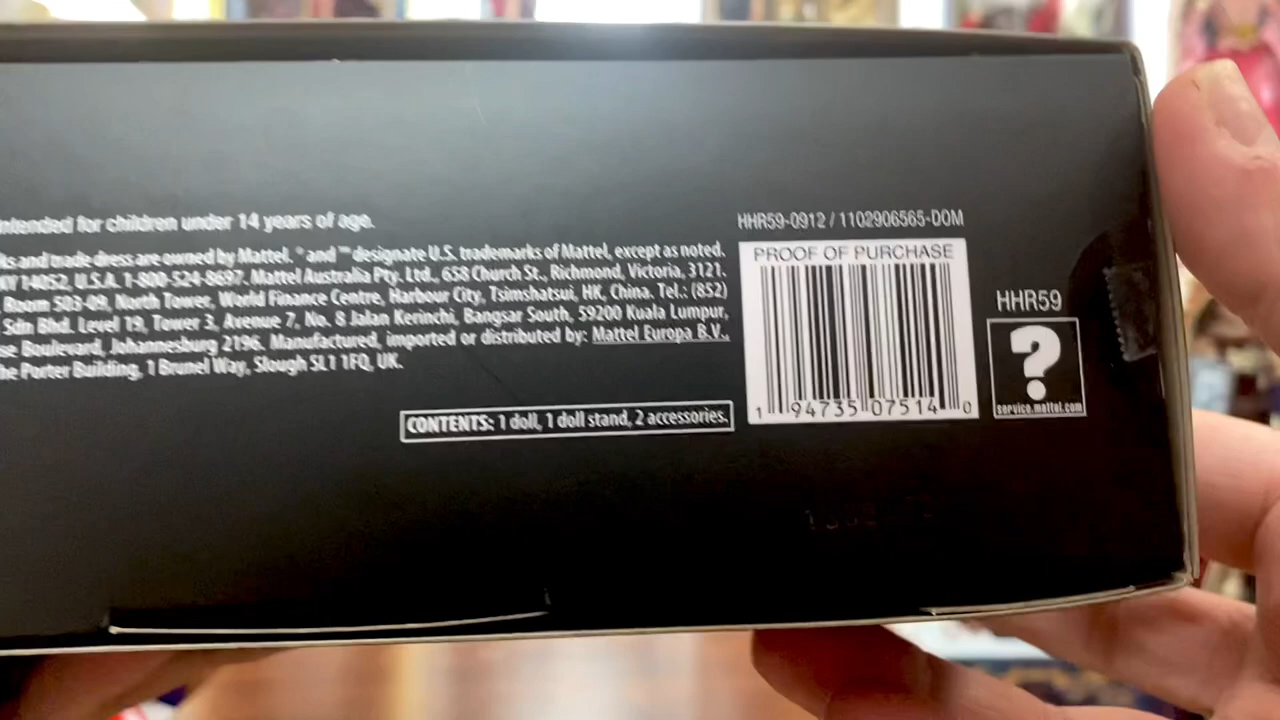 ntended for children under 14 years of age.
ks and trade dress are owned by Mattel. ® and ™ designate U.S. trademarks of Mattel, except as noted.
NY 14052, U.S.A. 1-800-524-8697. Mattel Australia Pty. Ltd., 658 Church St., Richmond, Victoria, 3121.
, Room 503-09, North Tower, World Finance Centre, Harbour City, Tsimshatsui, HK, China. Tel.: (852)
Sdn Bhd. Level 19, Tower 3, Avenue 7, No. 8 Jalan Kerinchi, Bangsar South, 59200 Kuala Lumpur,
se Boulevard, Johannesburg 2196. Manufactured, imported or distributed by: Mattel Europa B.V.,
he Porter Building, 1 Brunel Way, Slough SL1 1FQ, UK.
CONTENTS: 1 doll, 1 doll stand, 2 accessories.
HHR59-0912 / 1102906565-DOM
PROOF OF PURCHASE
1 94735 07514 0
HHR59
?
service.mattel.com